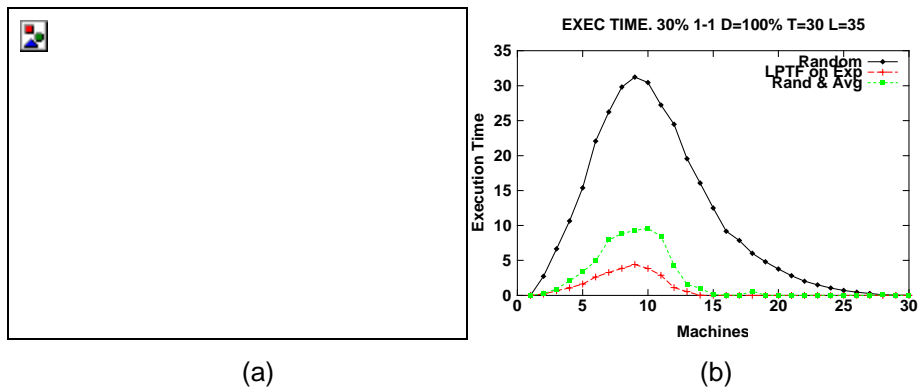 EXEC TIME. 30% 1-1 D=100% T=30 L=35
Execution Time
35
30
25
20
15
10
5
0
Random
LPTF on Exp
Rand & Avg
0 5 10 15 20 25 30
Machines
(a) (b)